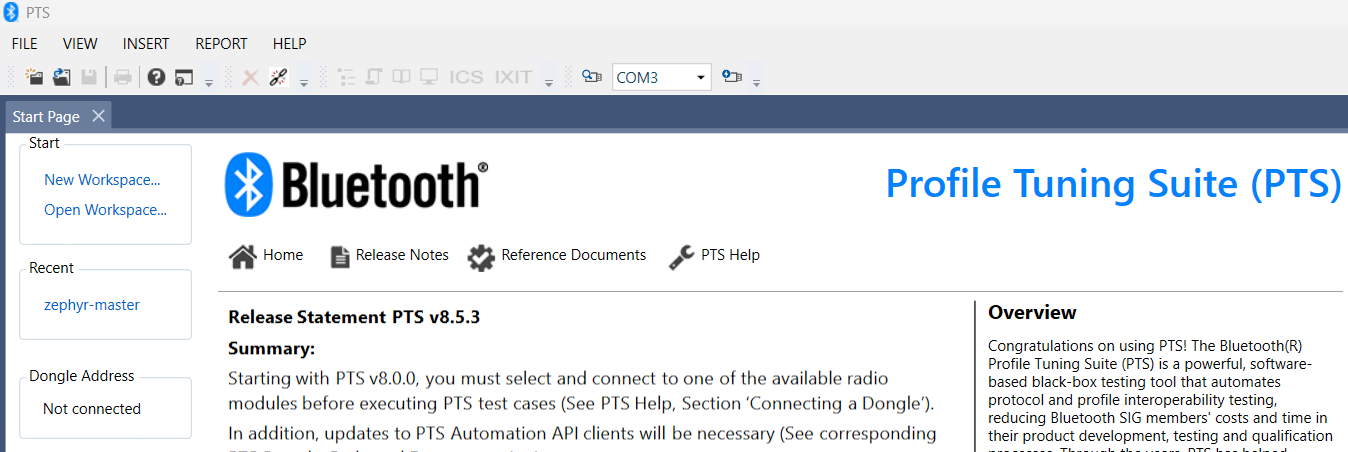 PTS
FILE VIEW INSERT REPORT HELP
ICS IXIT COM3
Start Page
Start
New Workspace...
Open Workspace...
Recent
zephyr-master
Dongle Address
Not connected
Bluetooth®
Profile Tuning Suite (PTS)
Home Release Notes Reference Documents PTS Help
Release Statement PTS v8.5.3
Summary:
Starting with PTS v8.0.0, you must select and connect to one of the available radio
modules before executing PTS test cases (See PTS Help, Section ‘Connecting a Dongle’).
In addition, updates to PTS Automation API clients will be necessary (See corresponding
Overview
Congratulations on using PTS! The Bluetooth(R)
Profile Tuning Suite (PTS) is a powerful, software-
based black-box testing tool that automates
protocol and profile interoperability testing,
reducing Bluetooth SIG members' costs and time in
their product development, testing and qualification